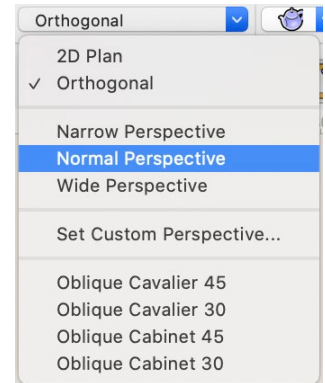 Orthogonal
2D Plan
✓ Orthogonal
Narrow Perspective
Normal Perspective
Wide Perspective
Set Custom Perspective...
Oblique Cavalier 45
Oblique Cavalier 30
Oblique Cabinet 45
Oblique Cabinet 30